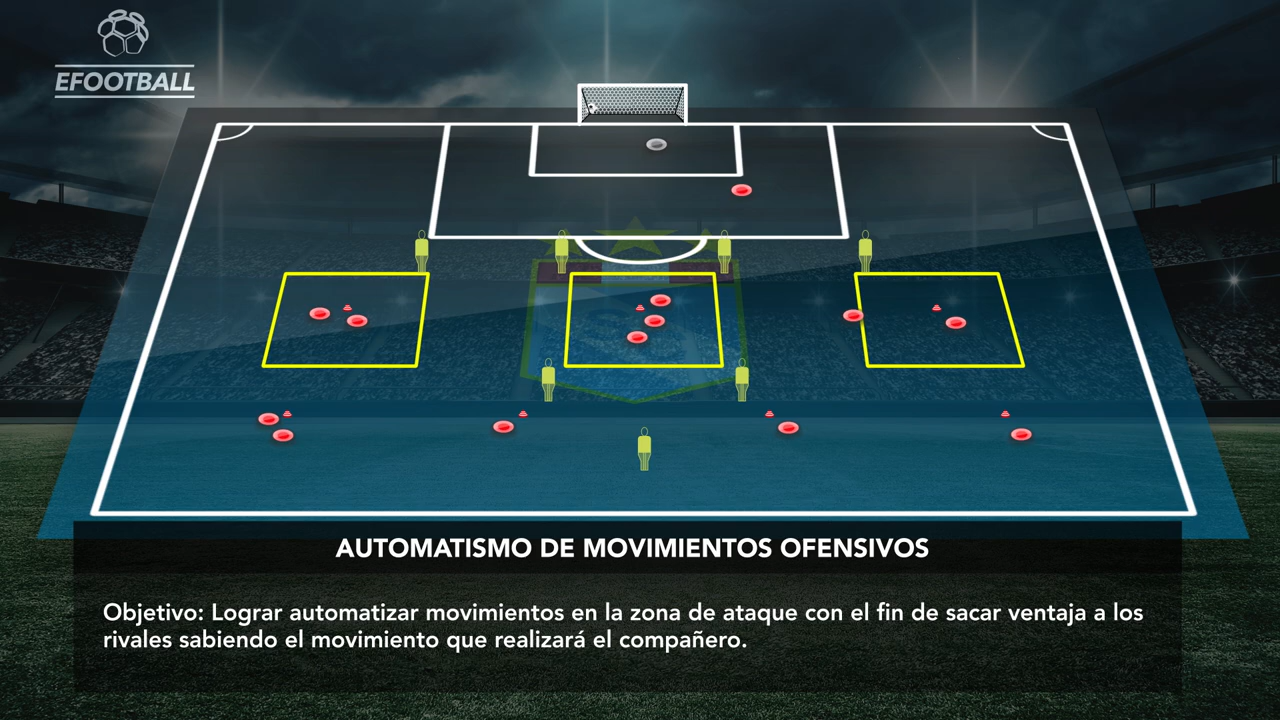 EFOOTBALL
AUTOMATISMO DE MOVIMIENTOS OFENSIVOS
Objetivo: Lograr automatizar movimientos en la zona de ataque con el fin de sacar ventaja a los
rivales sabiendo el movimiento que realizará el compañero.